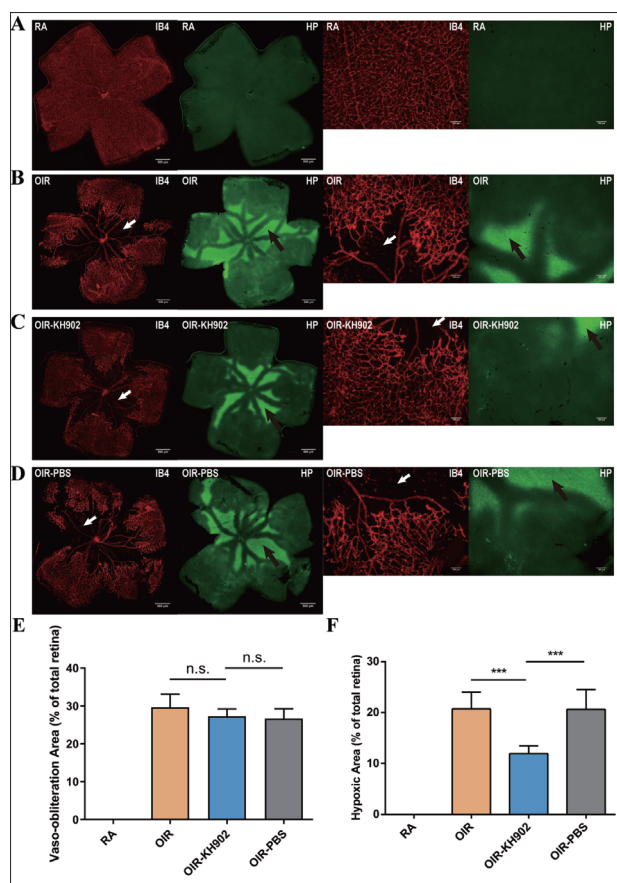 A
RA IB4
RA HP
RA IB4
RA HP
B
OIR IB4
OIR HP
OIR IB4
OIR HP
C
OIR-KH902 IB4
OIR-KH902 HP
OIR-KH902 IB4
OIR-KH902 HP
D
OIR-PBS IB4
OIR-PBS HP
OIR-PBS IB4
OIR-PBS HP
E
Vaso-obliteration Area (% of total retina)
40
30
20
10
0
n.s.
n.s.
RA
OIR
OIR-KH902
OIR-PBS
F
Hypoxic Area (% of total retina)
30
20
10
0
***
***
RA
OIR
OIR-KH902
OIR-PBS